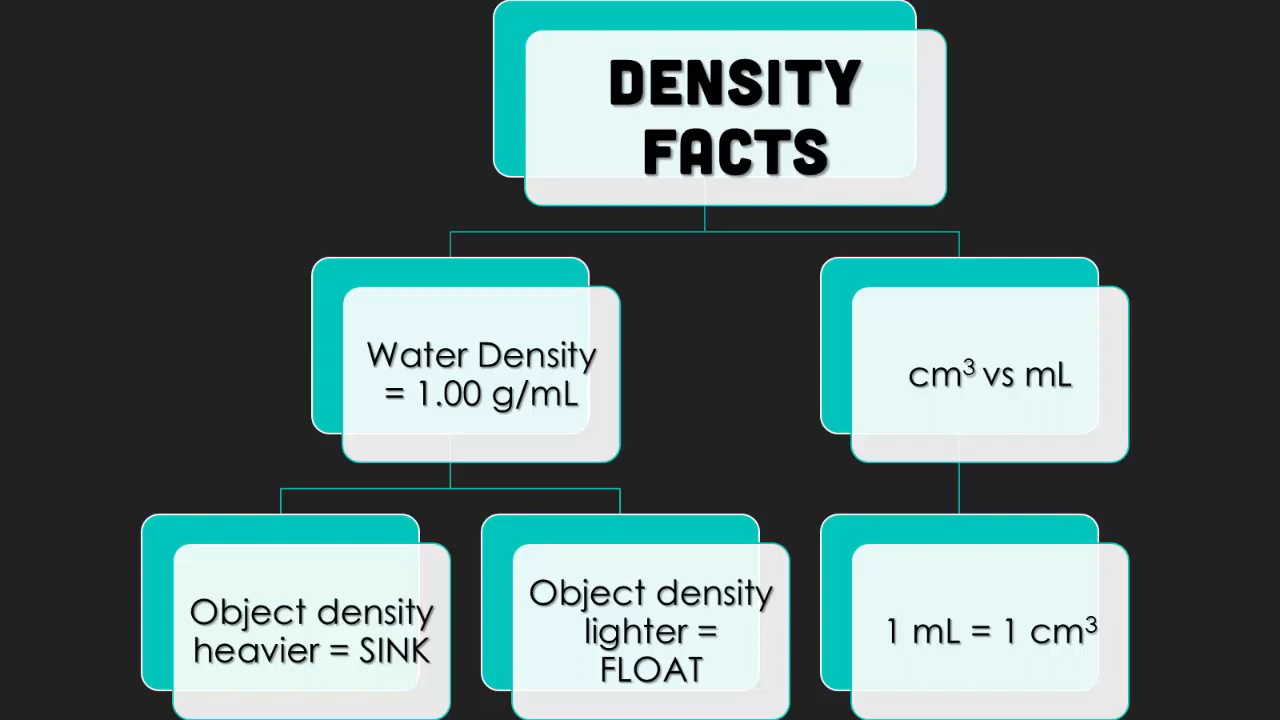 DENSITY
FACTS
Water Density
= 1.00 g/mL
cm³ vs mL
Object density
heavier = SINK
Object density
lighter =
FLOAT
1 mL = 1 cm³